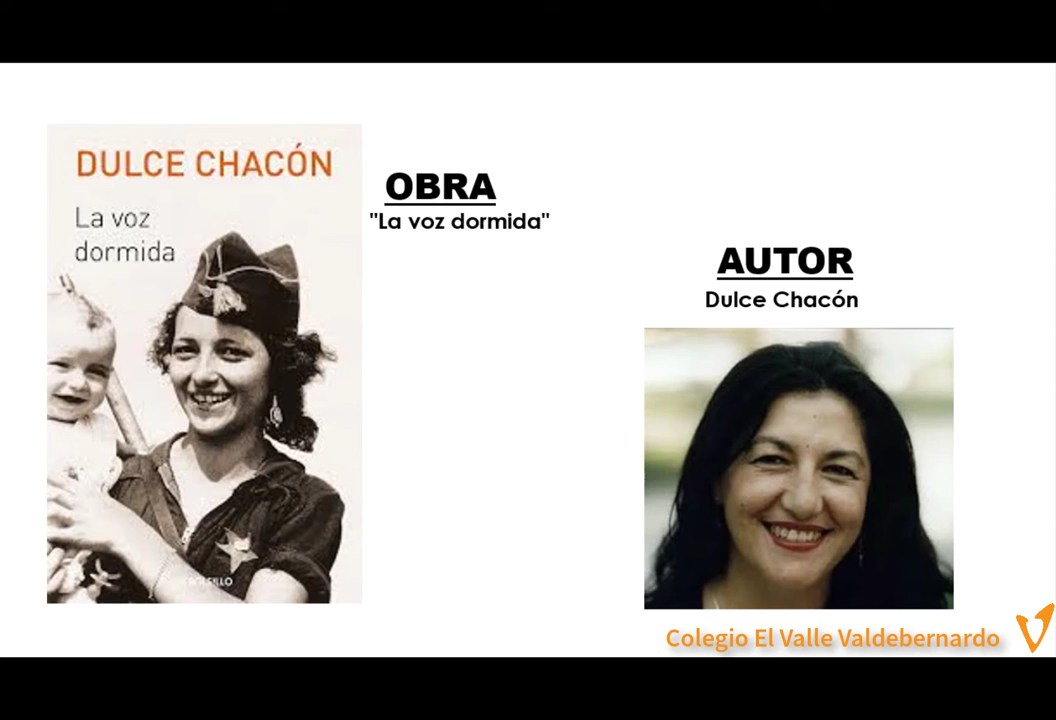 DULCE CHACÓN
La voz
dormida
OBRA
"La voz dormida"
AUTOR
Dulce Chacón
Colegio El Valle Valdebernardo